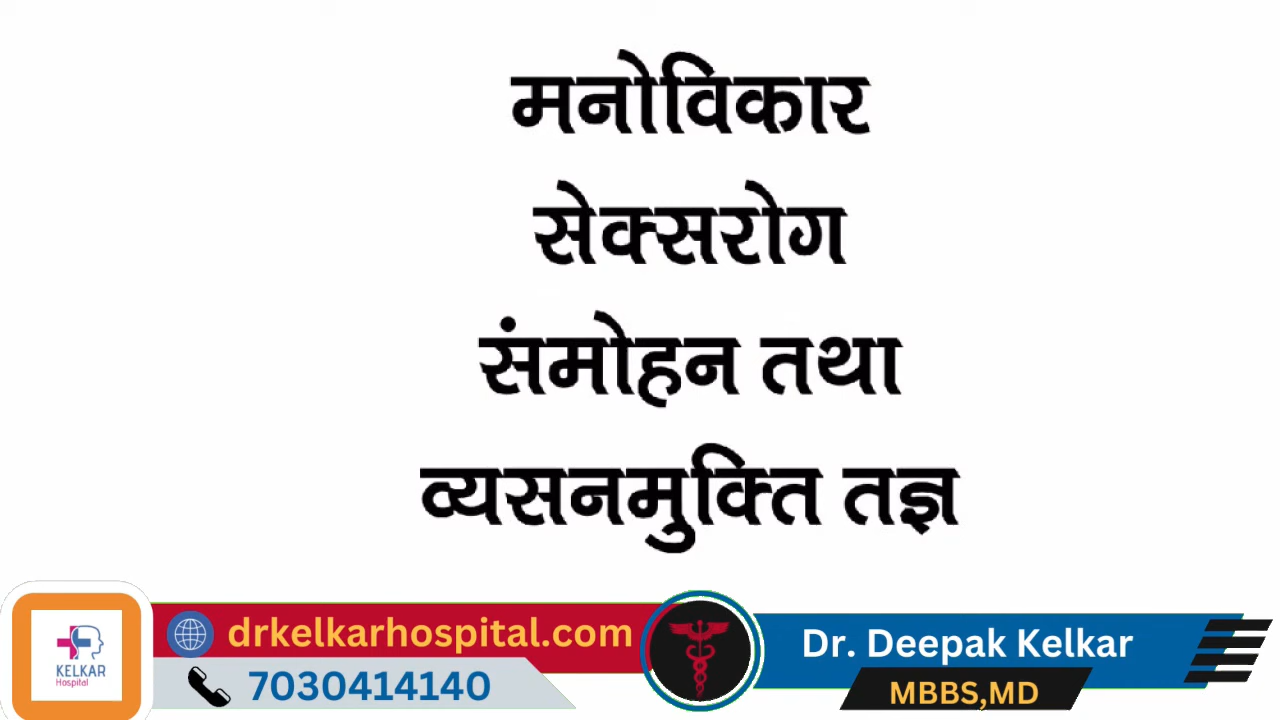 मनोविकार
सेक्सरोग
संमोहन तथा
व्यसनमुक्ति तज्ञ
KELKAR
Hospital
drkelkarhospital.com
7030414140
Dr. Deepak Kelkar
MBBS,MD